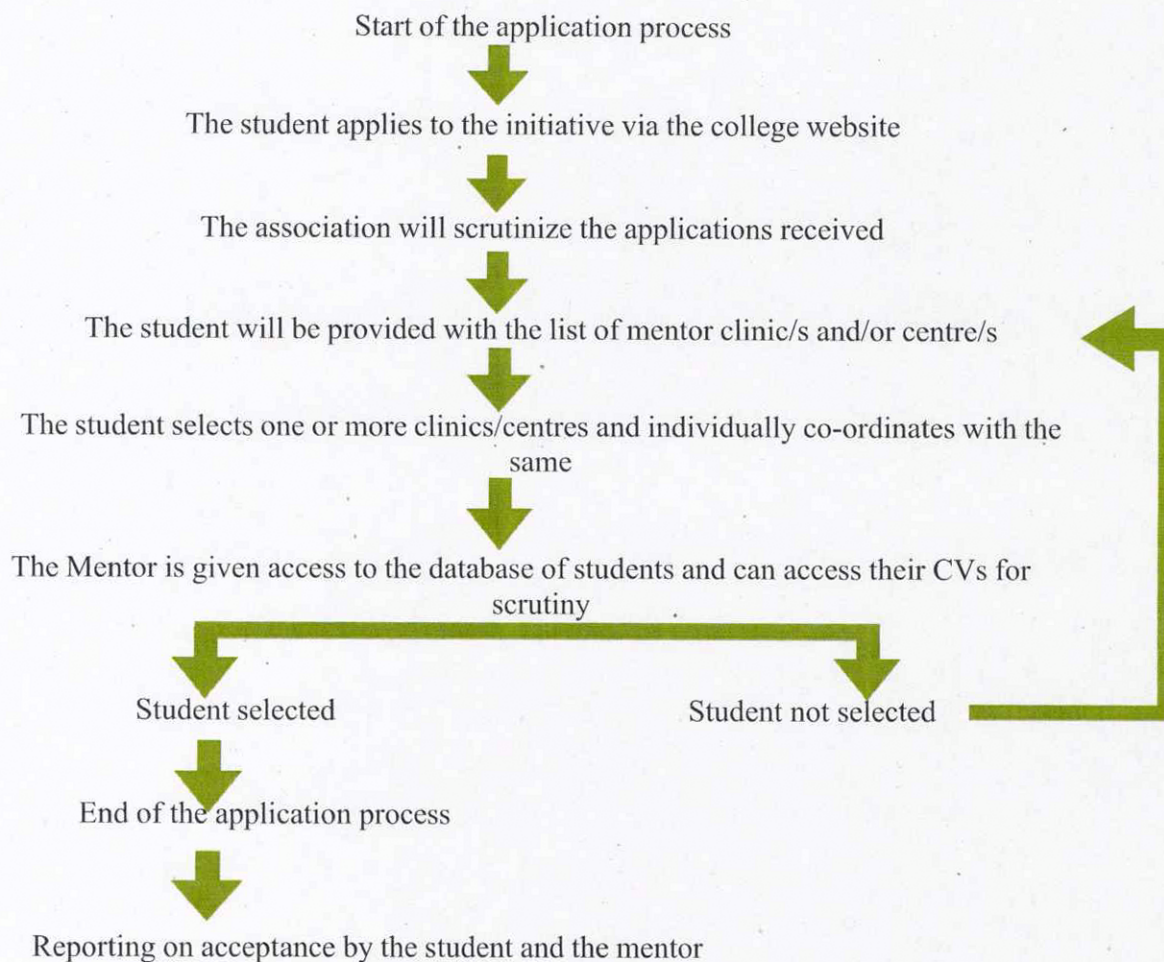 Start of the application process
The student applies to the initiative via the college website
The association will scrutinize the applications received
The student will be provided with the list of mentor clinic/s and/or centre/s
The student selects one or more clinics/centres and individually co-ordinates with the
same
The Mentor is given access to the database of students and can access their CVs for
scrutiny
Student selected
Student not selected
End of the application process
Reporting on acceptance by the student and the mentor